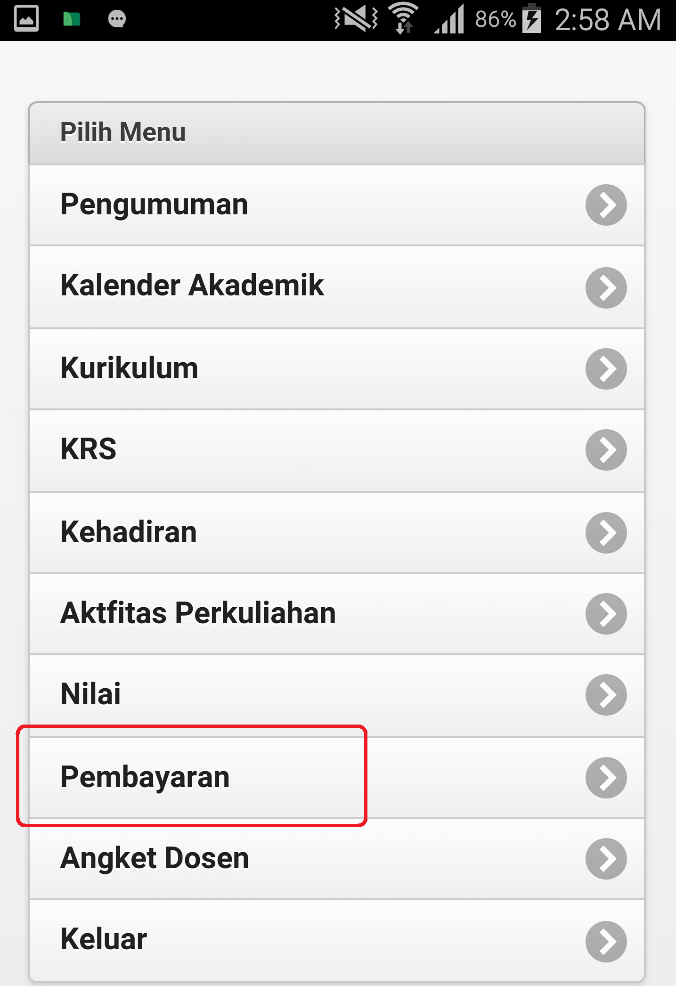 86% 2:58 AM
Pilih Menu
Pengumuman
Kalender Akademik
Kurikulum
KRS
Kehadiran
Aktfitas Perkuliahan
Nilai
Pembayaran
Angket Dosen
Keluar